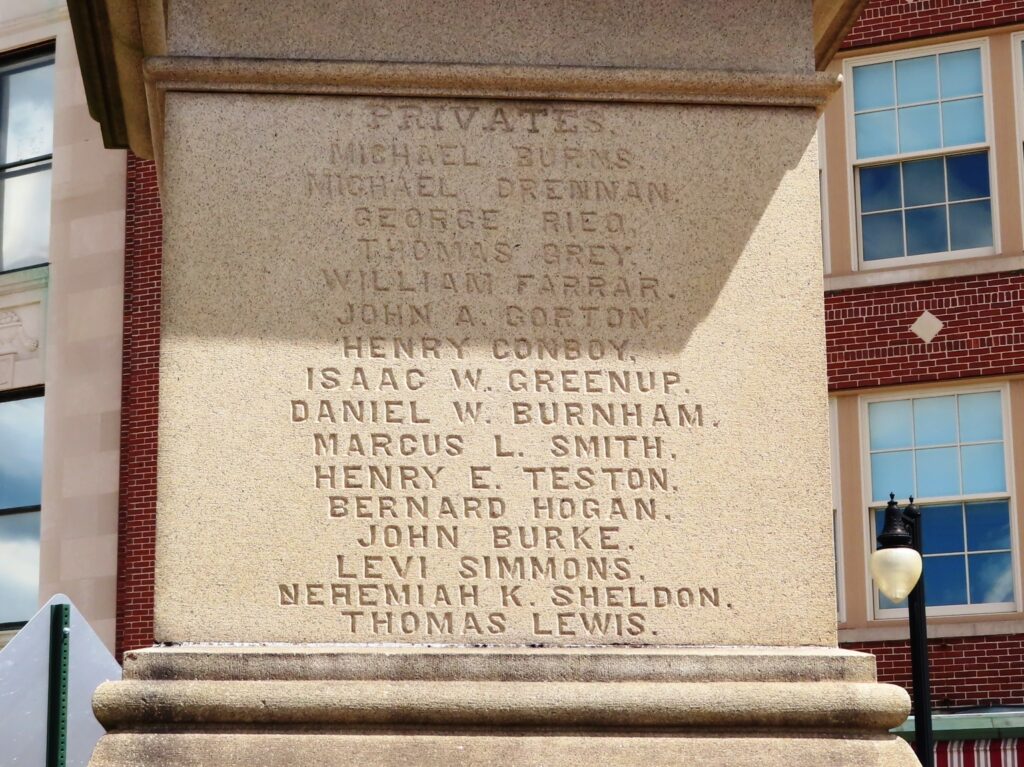 PRIVATES.
MICHAEL BURNS.
MICHAEL DRENNAN.
GEORGE RIEO.
THOMAS GREY.
WILLIAM FARRAR.
JOHN A. GORTON.
HENRY CONBOY.
ISAAC W. GREENUP.
DANIEL W. BURNHAM.
MARCUS L. SMITH.
HENRY E. TESTON.
BERNARD HOGAN.
JOHN BURKE.
LEVI SIMMONS.
NEREMIAH K. SHELDON.
THOMAS LEWIS.